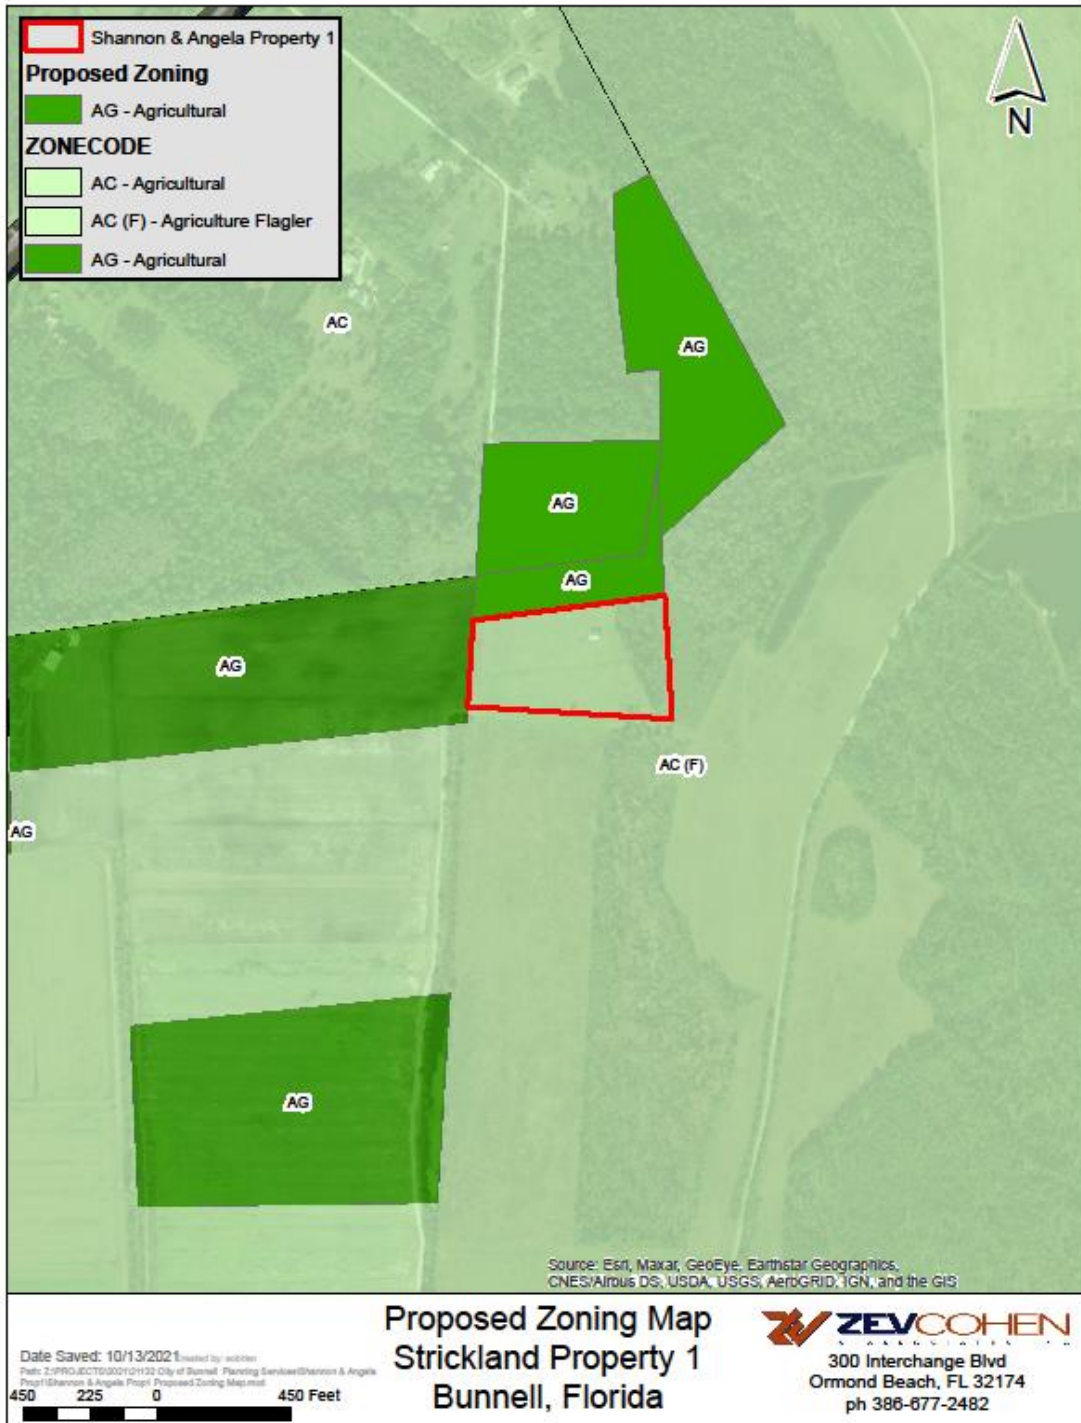 Shannon & Angela Property 1
Proposed Zoning
AG - Agricultural
ZONECODE
AC - Agricultural
AC (F) - Agriculture Flagler
AG - Agricultural
N
AC
AG
AG
AG
AG
AC (F)
AG
AG
Source: Esri, Maxar, GeoEye, Earthstar Geographics,
CNES/Airbus DS, USDA, USGS, AeroGRID, IGN, and the GIS
Proposed Zoning Map
Strickland Property 1
Bunnell, Florida
Date Saved: 10/13/2021
450 225 0 450 Feet
ZEVCOHEN
300 Interchange Blvd
Ormond Beach, FL 32174
ph 386-677-2482